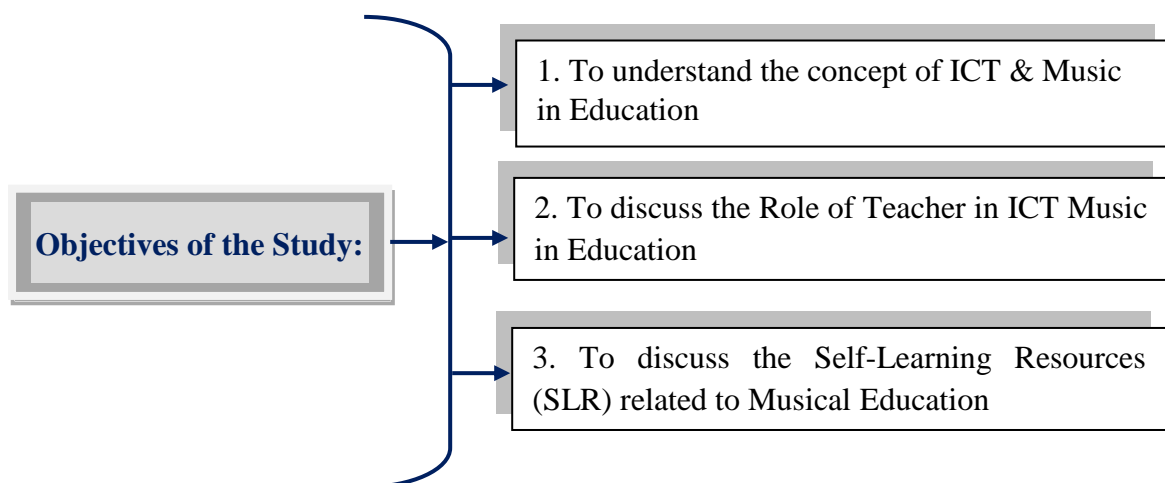 Objectives of the Study:
1. To understand the concept of ICT & Music
in Education
2. To discuss the Role of Teacher in ICT Music
in Education
3. To discuss the Self-Learning Resources
(SLR) related to Musical Education